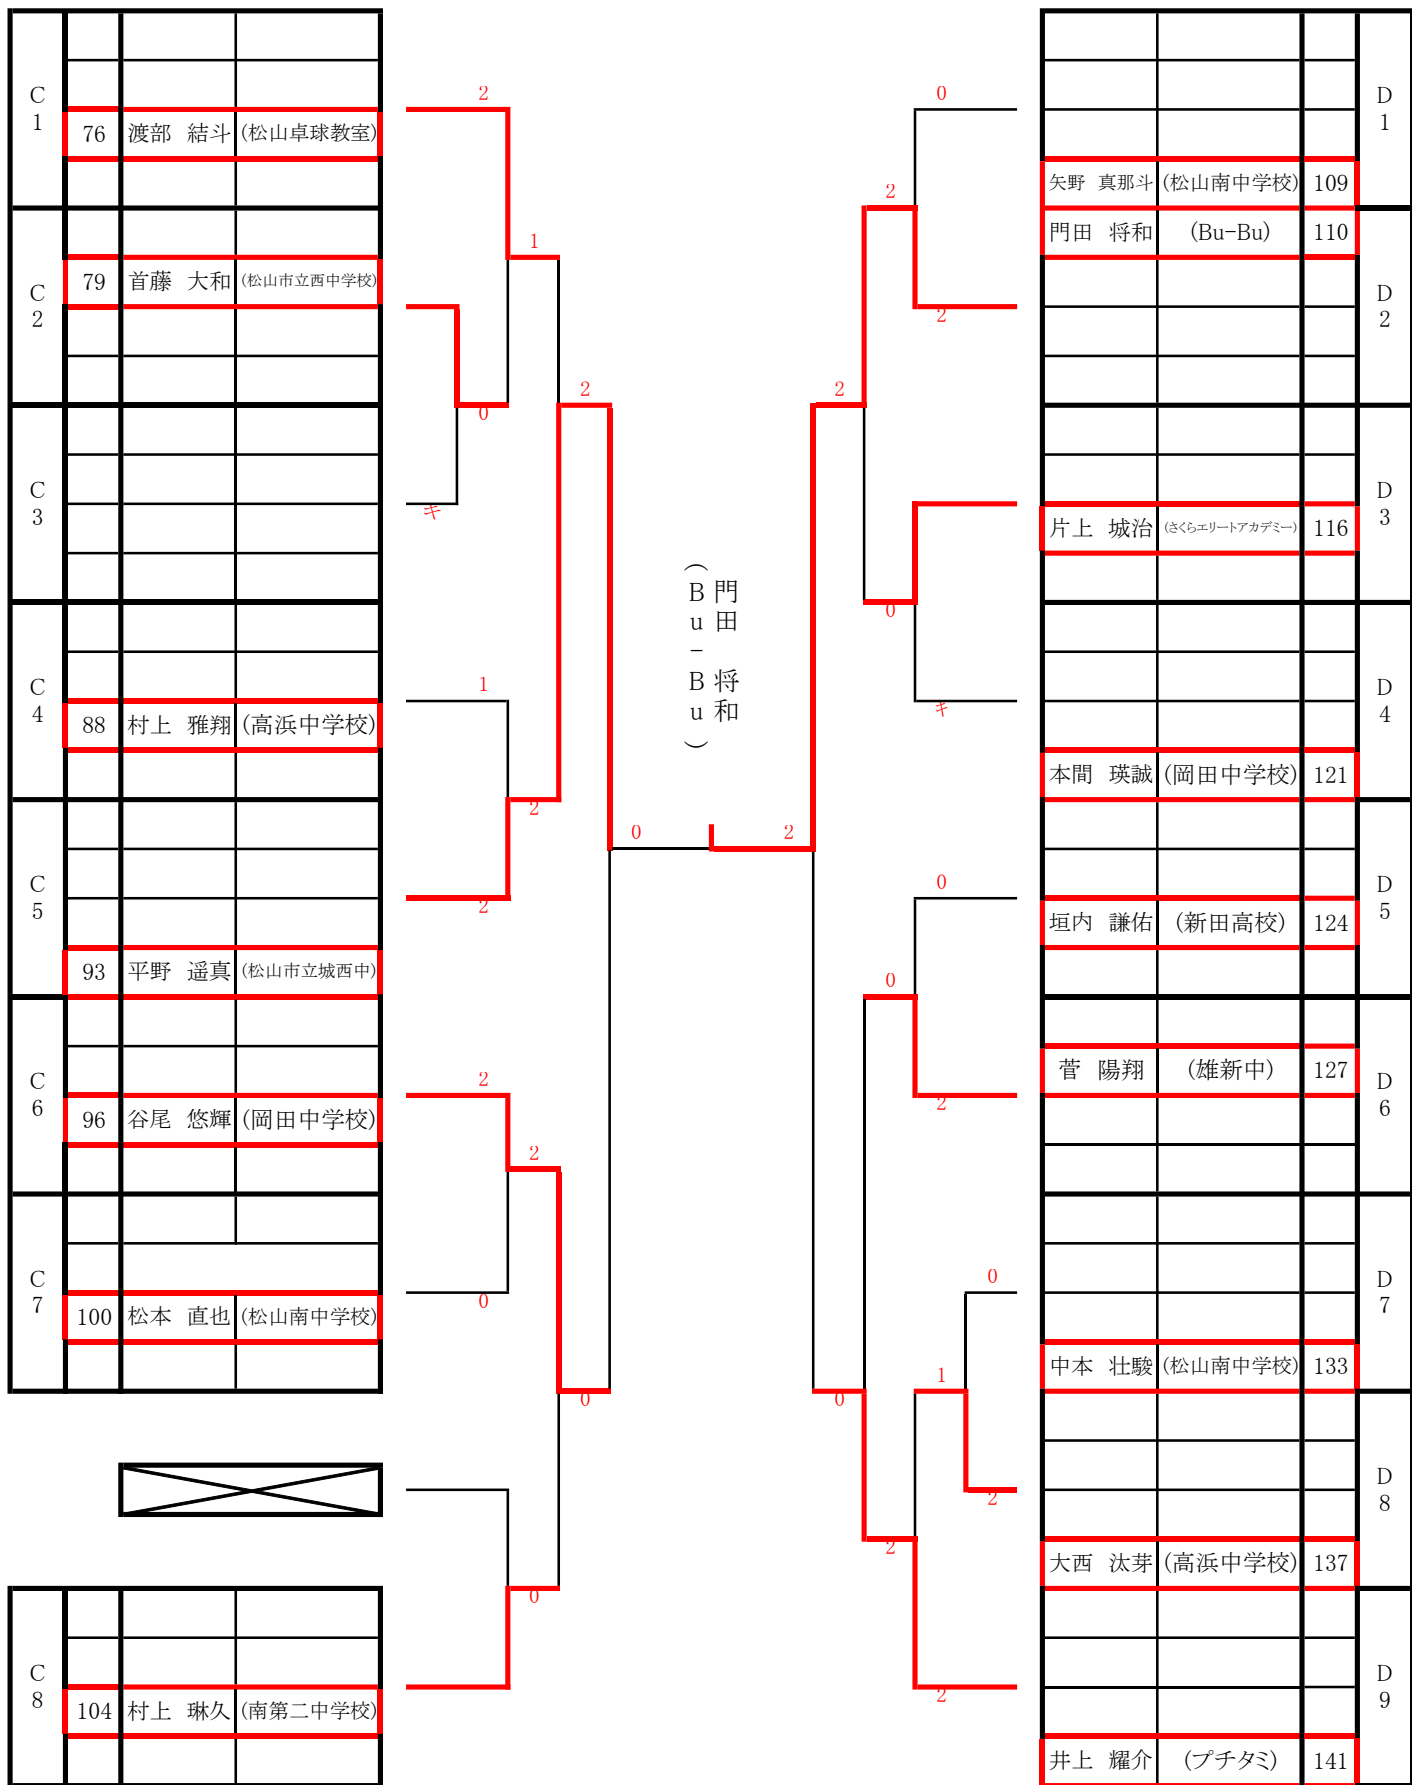 C
1
76 渡部 結斗 (松山卓球教室)
C
2
79 首藤 大和 (松山市立西中学校)
C
3
C
4
88 村上 雅翔 (高浜中学校)
C
5
93 平野 遥真 (松山市立城西中)
C
6
96 谷尾 悠輝 (岡田中学校)
C
7
100 松本 直也 (松山南中学校)
C
8
104 村上 琳久 (南第二中学校)
2
1
0
キ
2
1
2
2
2
2
0
0
0
0
2
門田 将和
(Bu-Bu)
0
2
2
2
0
キ
0
0
2
0
1
2
0
2
2
D
1
矢野 真那斗 (松山南中学校) 109
門田 将和 (Bu-Bu) 110
D
2
D
3
片上 城治 (さくらエリートアカデミー) 116
D
4
本間 瑛誠 (岡田中学校) 121
D
5
垣内 謙佑 (新田高校) 124
菅 陽翔 (雄新中) 127
D
6
D
7
中本 壮駿 (松山南中学校) 133
D
8
大西 汰芽 (高浜中学校) 137
D
9
井上 耀介 (プチタミ) 141